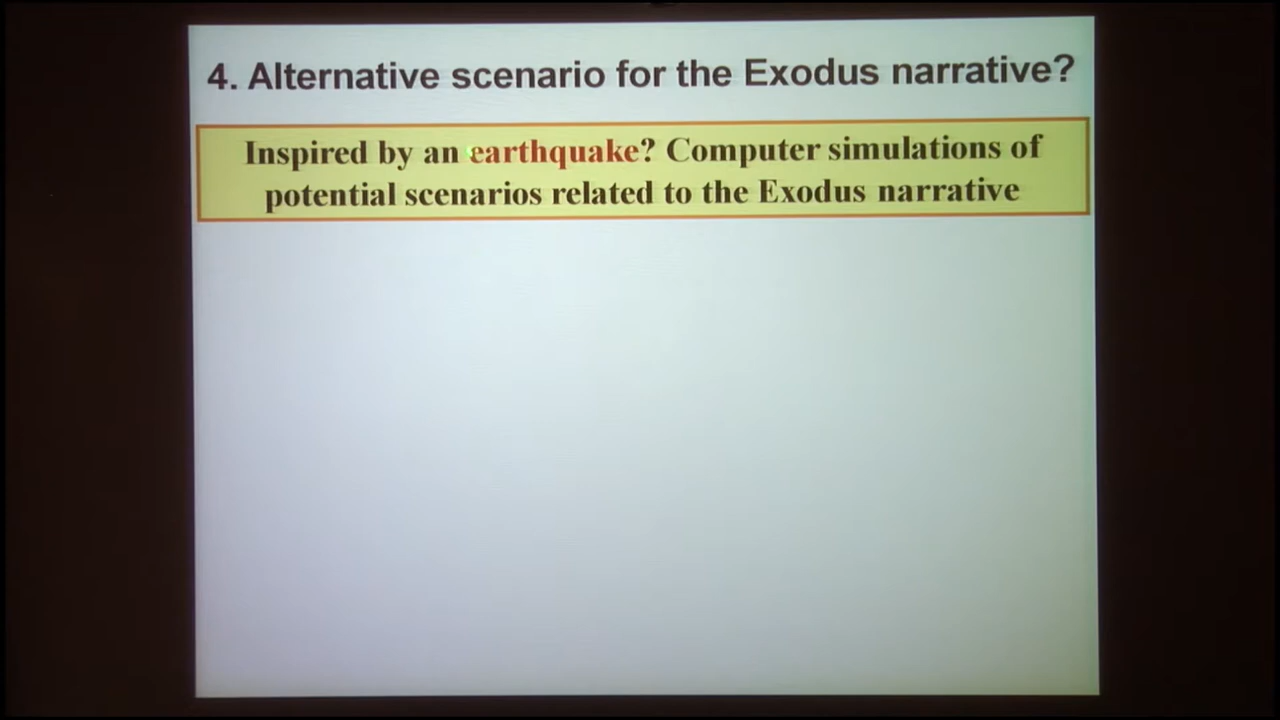 4. Alternative scenario for the Exodus narrative?
Inspired by an earthquake? Computer simulations of
potential scenarios related to the Exodus narrative